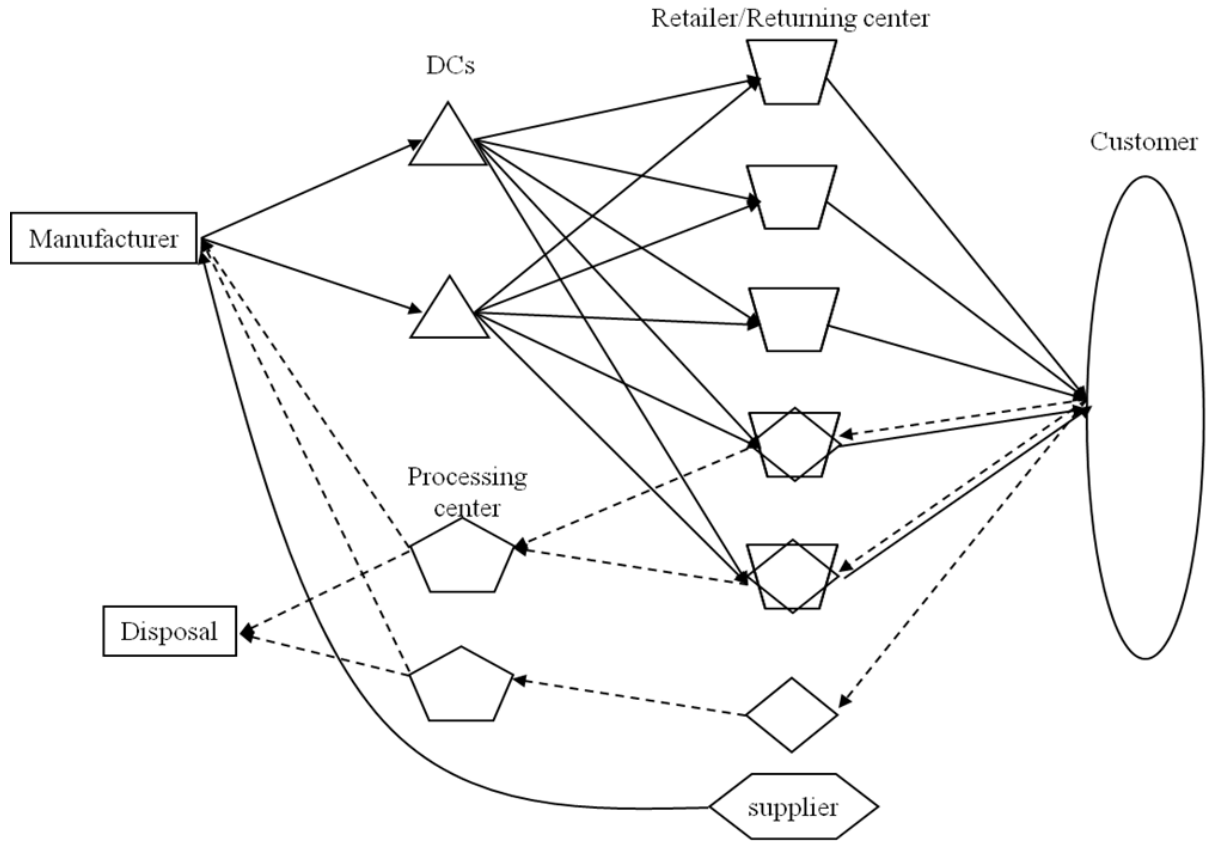 Retailer/Returning center
DCs
Customer
Manufacturer
Processing
center
Disposal
supplier